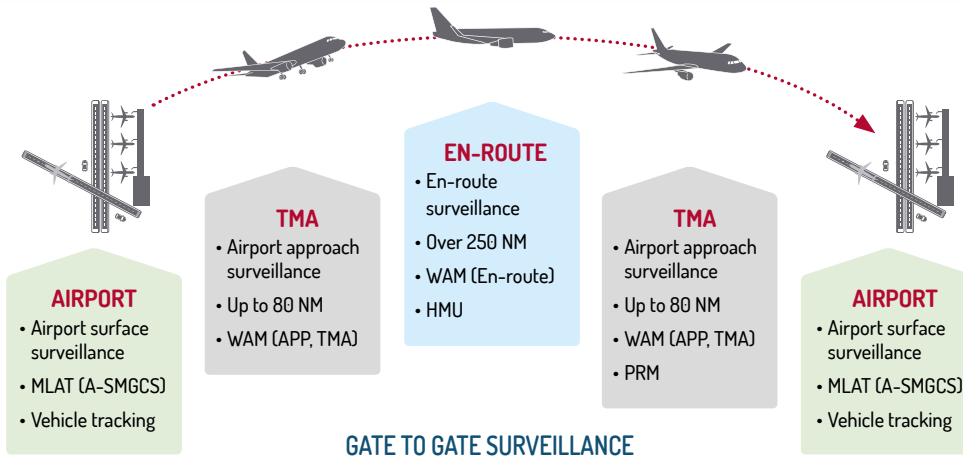 AIRPORT
• Airport surface
surveillance
• MLAT (A-SMGCS)
• Vehicle tracking
TMA
• Airport approach
surveillance
• Up to 80 NM
• WAM (APP, TMA)
EN-ROUTE
• En-route
surveillance
• Over 250 NM
• WAM (En-route)
• HMU
TMA
• Airport approach
surveillance
• Up to 80 NM
• WAM (APP, TMA)
• PRM
AIRPORT
• Airport surface
surveillance
• MLAT (A-SMGCS)
• Vehicle tracking
GATE TO GATE SURVEILLANCE